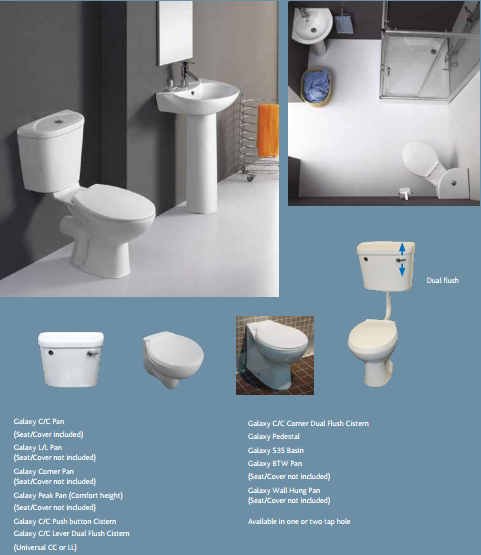 Dual flush
Galaxy C/C Pan
(Seat/Cover included)
Galaxy L/L Pan
(Seat/Cover not included)
Galaxy Corner Pan
(Seat/Cover not included)
Galaxy Peak Pan (Comfort height)
(Seat/Cover not included)
Galaxy C/C Push button Cistern
Galaxy C/C Lever Dual Flush Cistern
(Universal CC or LL)
Galaxy C/C Corner Dual Flush Cistern
Galaxy Pedestal
Galaxy S35 Basin
Galaxy BTW Pan
(Seat/Cover not included)
Galaxy Wall Hung Pan
(Seat/Cover not included)
Available in one or two tap hole